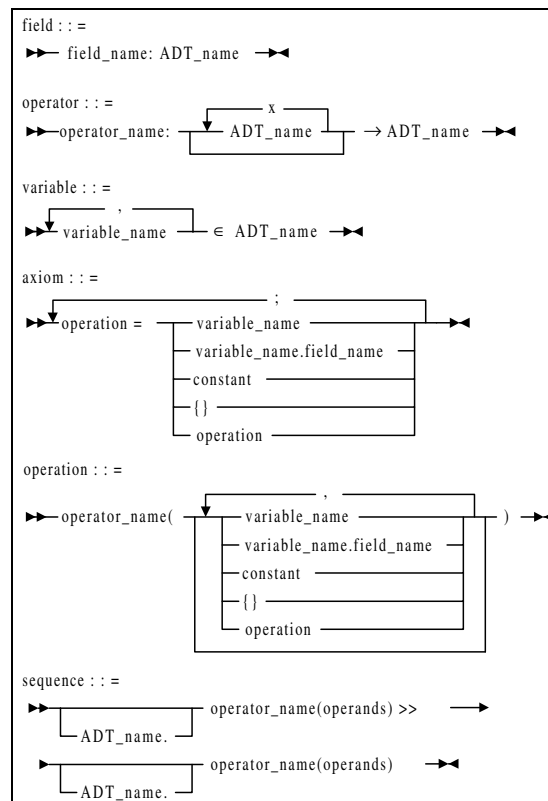 field : : =
field_name: ADT_name
operator : : =
x
operator_name: ADT_name → ADT_name
variable : : =
,
variable_name ∈ ADT_name
axiom : : =
;
operation = variable_name
variable_name.field_name
constant
{}
operation
operation : : =
,
operator_name( variable_name )
variable_name.field_name
constant
{}
operation
sequence : : =
operator_name(operands) >>
ADT_name.
operator_name(operands)
ADT_name.